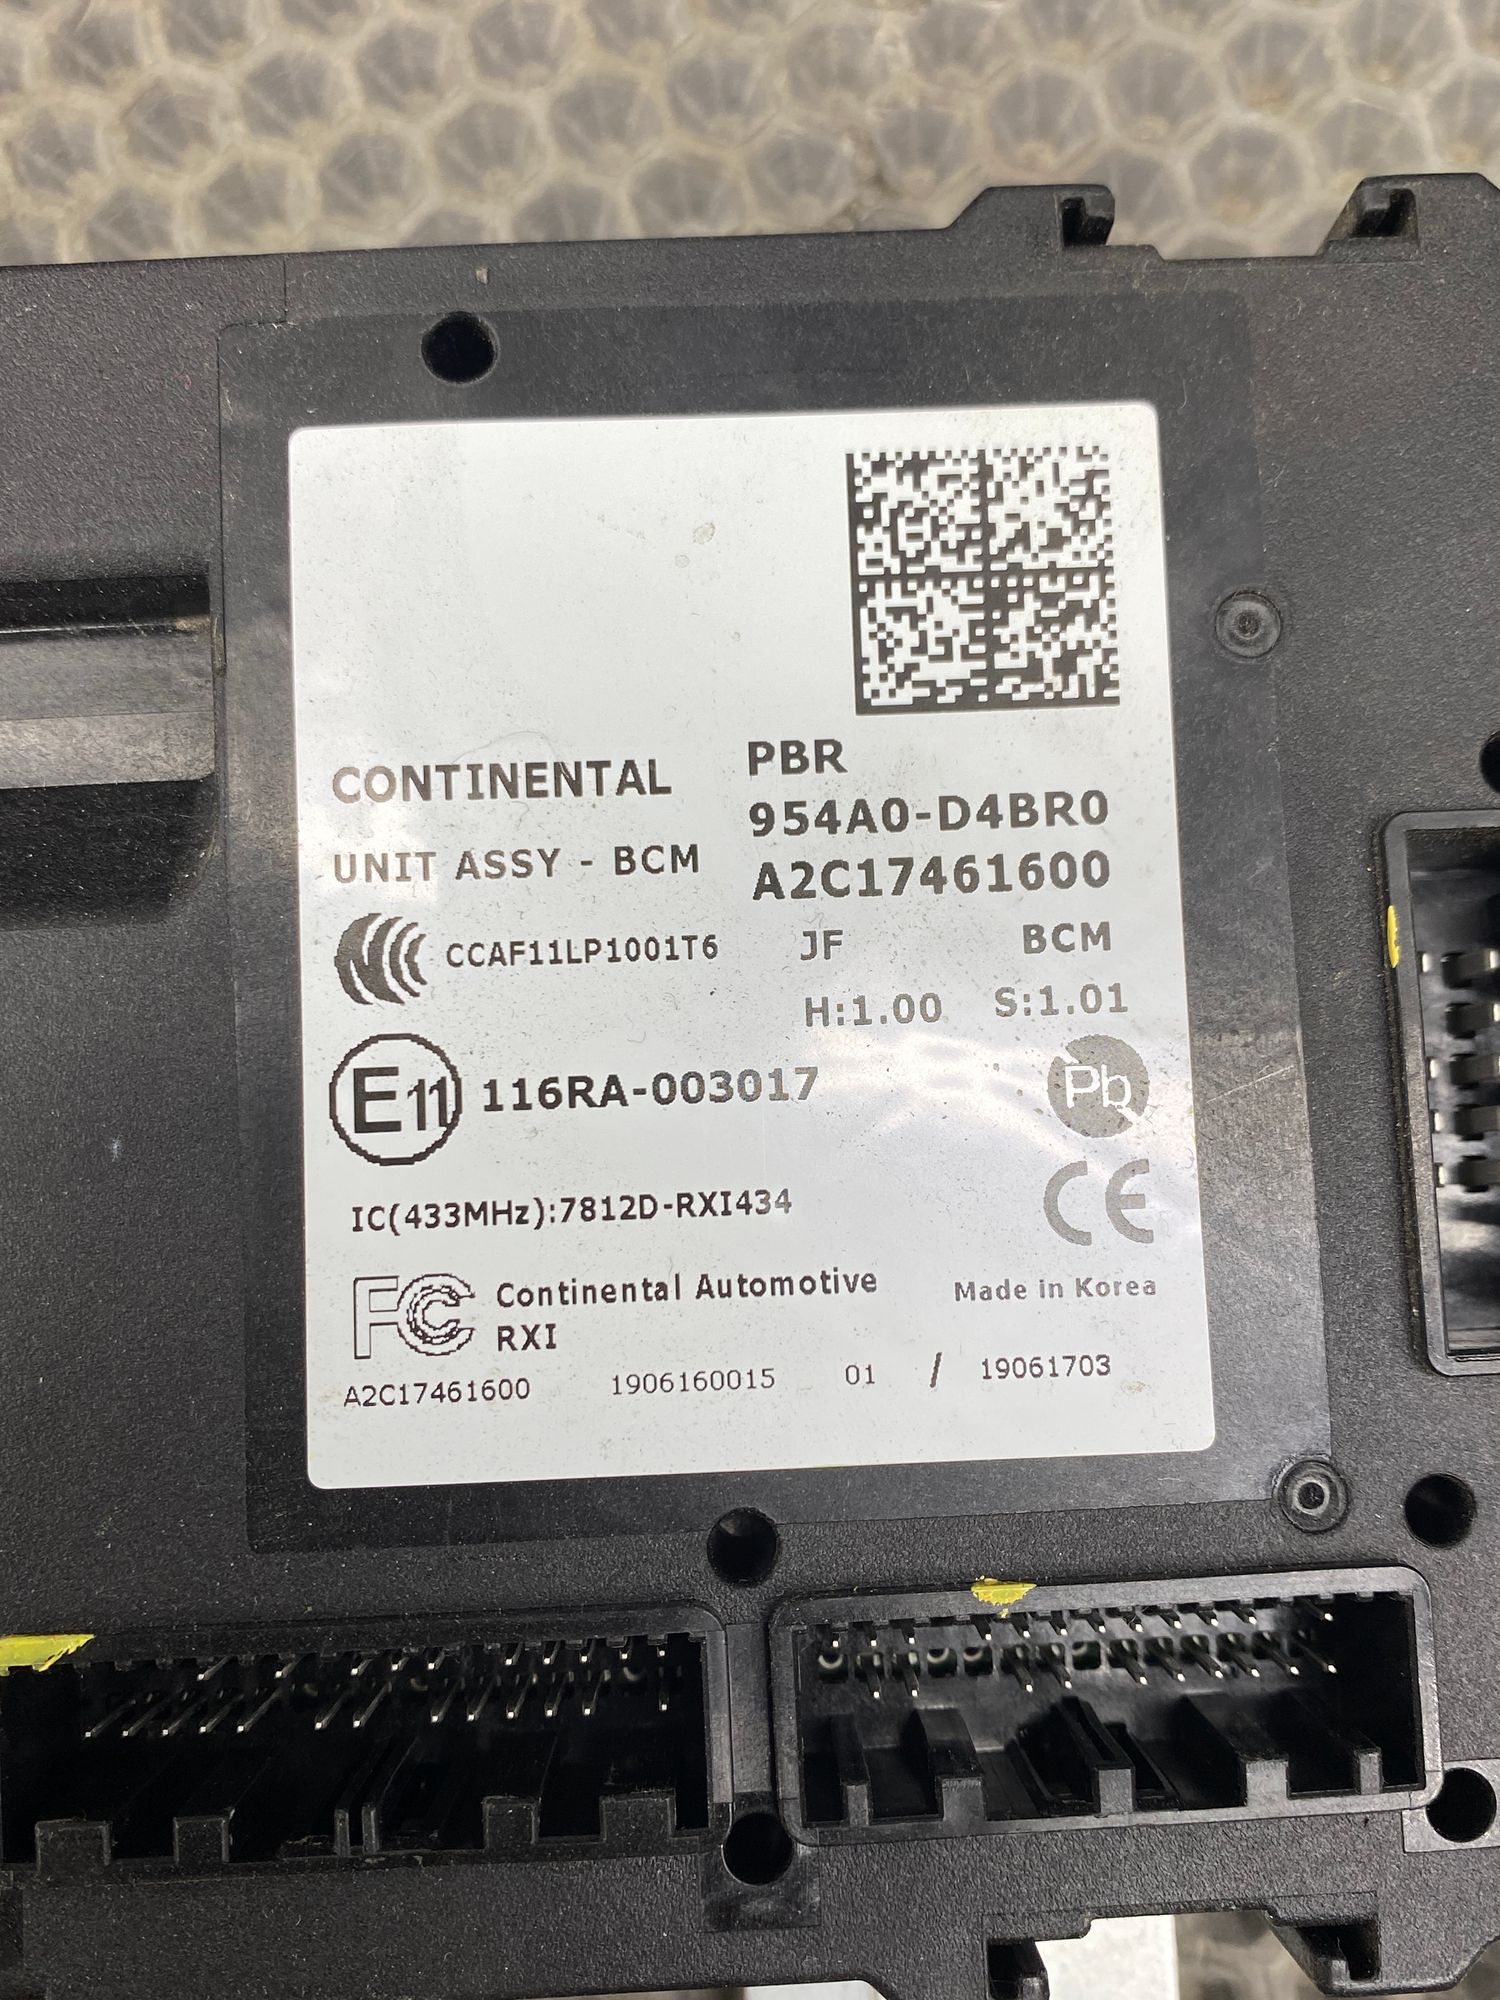 PBR
CONTINENTAL
954A0-D4BR0
UNIT ASSY - BCM
A2C17461600
CCAF11LP1001T6
JF BCM
H:1.00 S:1.01
E11 116RA-003017
Pb
IC(433MHz):7812D-RXI434
CE
FC Continental Automotive
RXI
Made in Korea
A2C17461600 1906160015 01 / 19061703